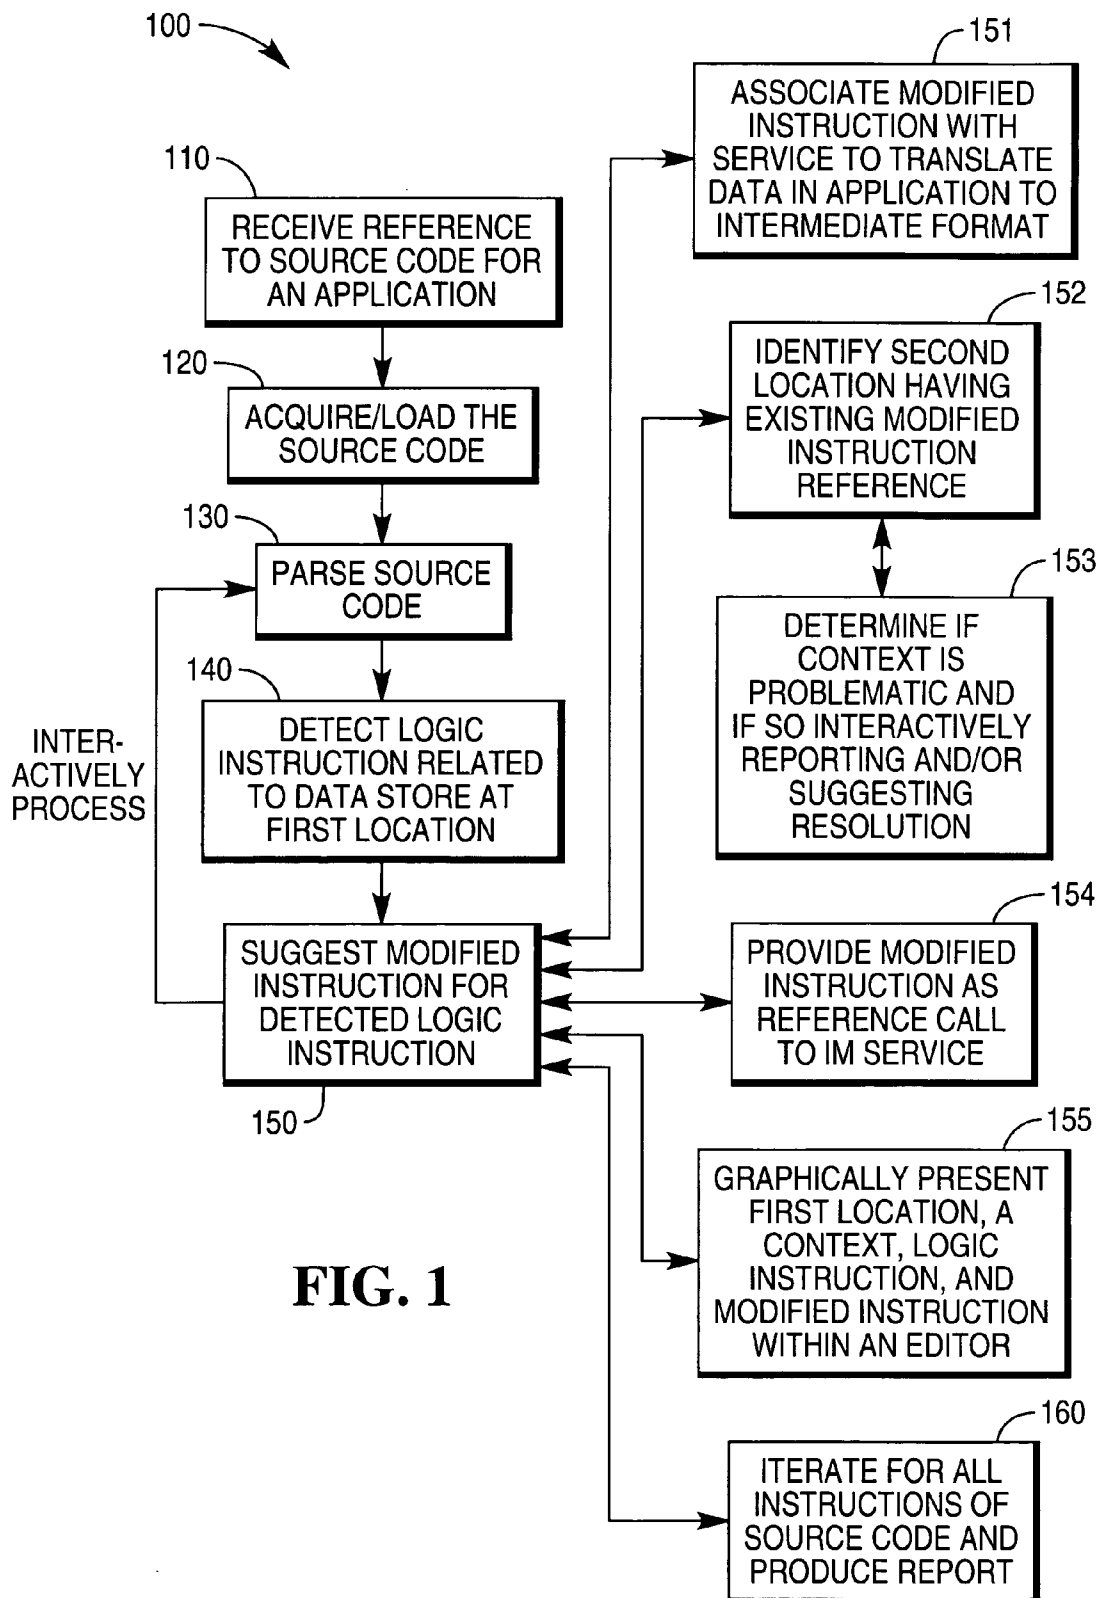 100
110
RECEIVE REFERENCE
TO SOURCE CODE FOR
AN APPLICATION
120
ACQUIRE/LOAD THE
SOURCE CODE
130
PARSE SOURCE
CODE
140
DETECT LOGIC
INSTRUCTION RELATED
TO DATA STORE AT
FIRST LOCATION
INTER-
ACTIVELY
PROCESS
SUGGEST MODIFIED
INSTRUCTION FOR
DETECTED LOGIC
INSTRUCTION
150
151
ASSOCIATE MODIFIED
INSTRUCTION WITH
SERVICE TO TRANSLATE
DATA IN APPLICATION TO
INTERMEDIATE FORMAT
152
IDENTIFY SECOND
LOCATION HAVING
EXISTING MODIFIED
INSTRUCTION
REFERENCE
153
DETERMINE IF
CONTEXT IS
PROBLEMATIC AND
IF SO INTERACTIVELY
REPORTING AND/OR
SUGGESTING
RESOLUTION
154
PROVIDE MODIFIED
INSTRUCTION AS
REFERENCE CALL
TO IM SERVICE
155
GRAPHICALLY PRESENT
FIRST LOCATION, A
CONTEXT, LOGIC
INSTRUCTION, AND
MODIFIED INSTRUCTION
WITHIN AN EDITOR
160
ITERATE FOR ALL
INSTRUCTIONS OF
SOURCE CODE AND
PRODUCE REPORT
FIG. 1